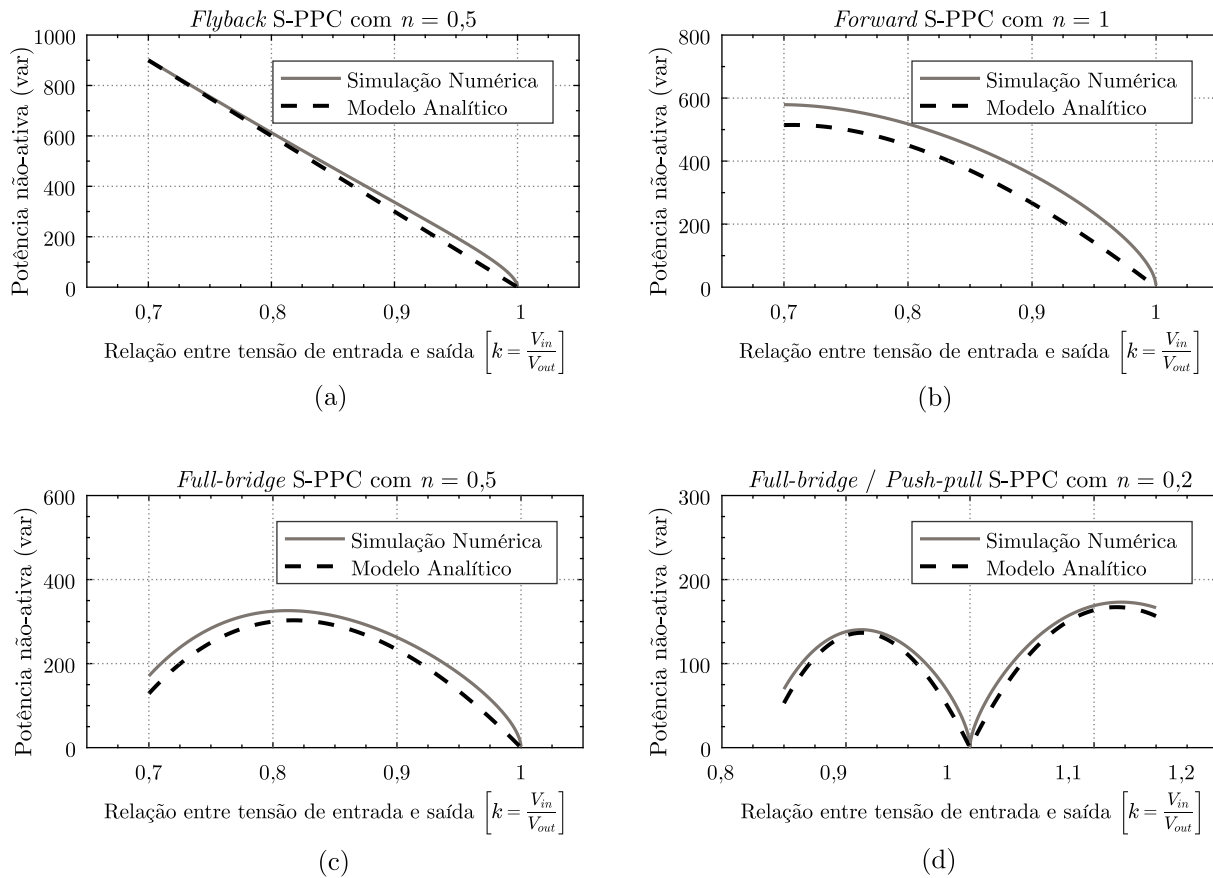 Flyback S-PPC com n = 0,5
Potência não-ativa (var)
1000
800
600
400
200
0
Simulação Numérica
Modelo Analítico
0,7 0,8 0,9 1
Relação entre tensão de entrada e saída [k = V_in/V_out]
(a)
Forward S-PPC com n = 1
Potência não-ativa (var)
800
600
400
200
0
Simulação Numérica
Modelo Analítico
0,7 0,8 0,9 1
Relação entre tensão de entrada e saída [k = V_in/V_out]
(b)
Full-bridge S-PPC com n = 0,5
Potência não-ativa (var)
600
400
200
0
Simulação Numérica
Modelo Analítico
0,7 0,8 0,9 1
Relação entre tensão de entrada e saída [k = V_in/V_out]
(c)
Full-bridge / Push-pull S-PPC com n = 0,2
Potência não-ativa (var)
300
200
100
0
Simulação Numérica
Modelo Analítico
0,8 0,9 1 1,1 1,2
Relação entre tensão de entrada e saída [k = V_in/V_out]
(d)